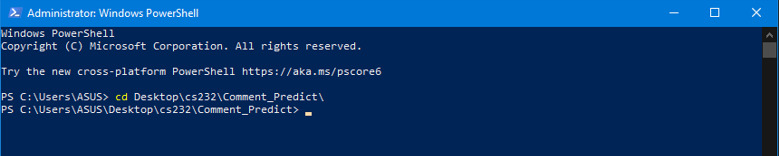 Administrator: Windows PowerShell
Windows PowerShell
Copyright (C) Microsoft Corporation. All rights reserved.
Try the new cross-platform PowerShell https://aka.ms/pscore6
PS C:\Users\ASUS> cd Desktop\cs232\Comment_Predict\
PS C:\Users\ASUS\Desktop\cs232\Comment_Predict>